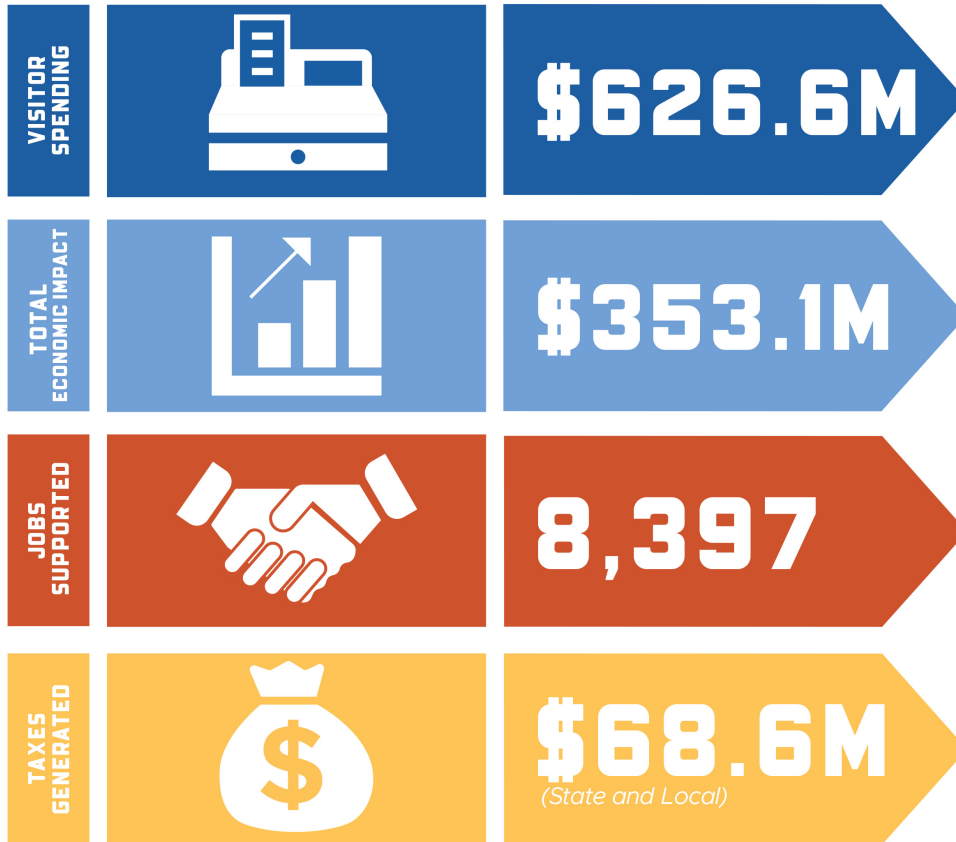 VISITOR
SPENDING
$626.6M
TOTAL
ECONOMIC IMPACT
$353.1M
JOBS
SUPPORTED
8,397
TAXES
GENERATED
$
$68.6M
(State and Local)